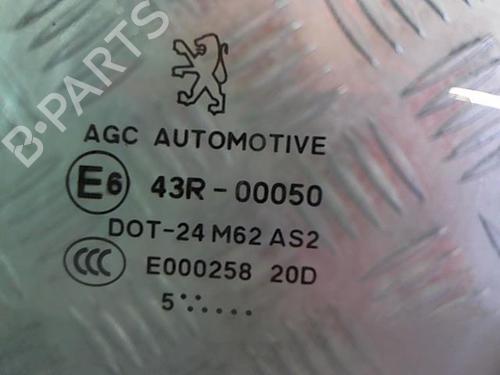 B-PARTS
AGC AUTOMOTIVE
E6 43R-00050
DOT-24 M62 AS2
CCC E000258 20D
5